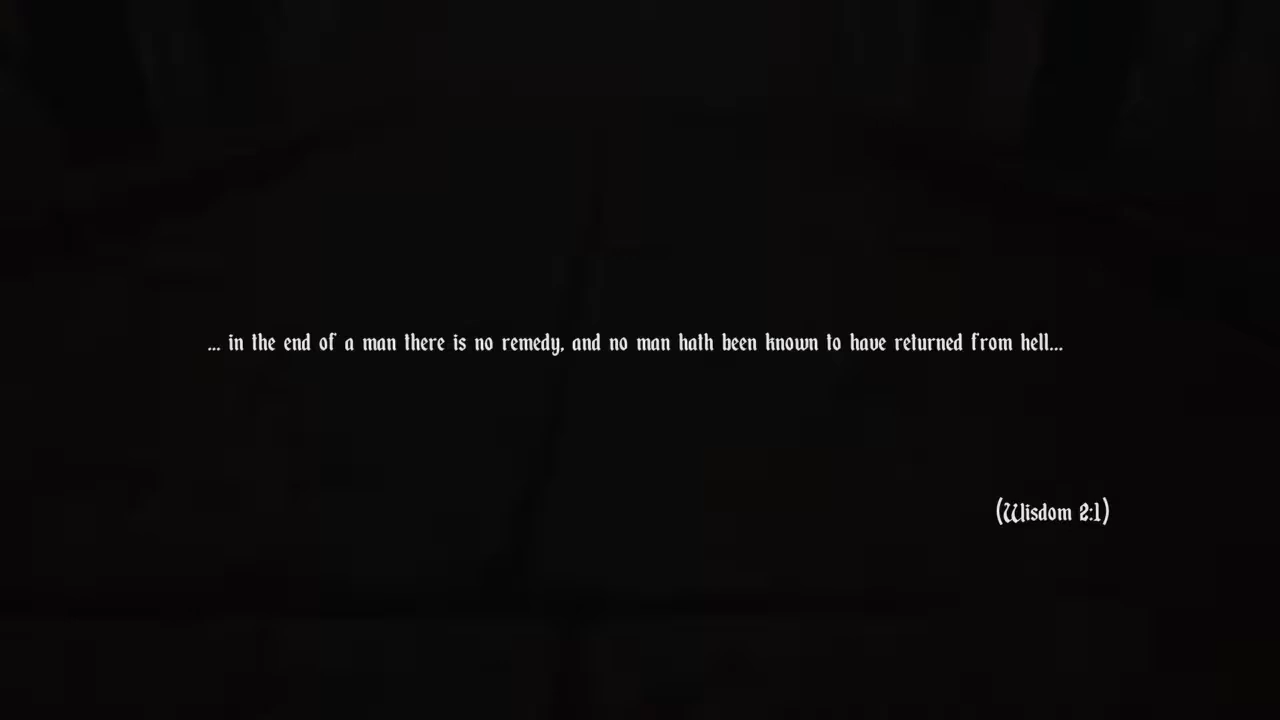 ... in the end of a man there is no remedy, and no man hath been known to have returned from hell...
(Wisdom 2:1)